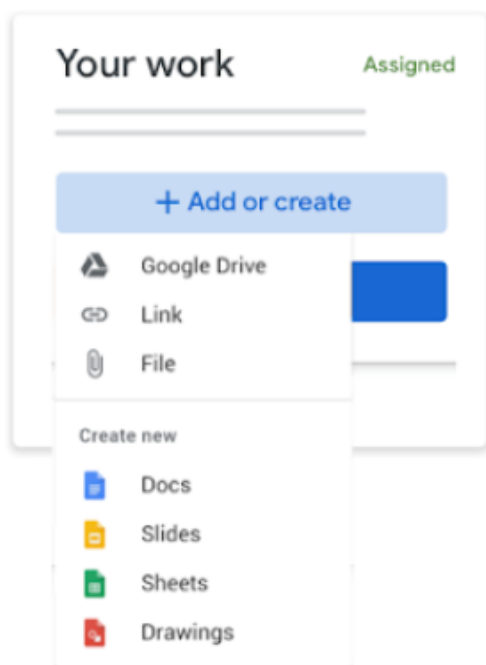 Your work
Assigned
+ Add or create
Google Drive
Link
File
Create new
Docs
Slides
Sheets
Drawings